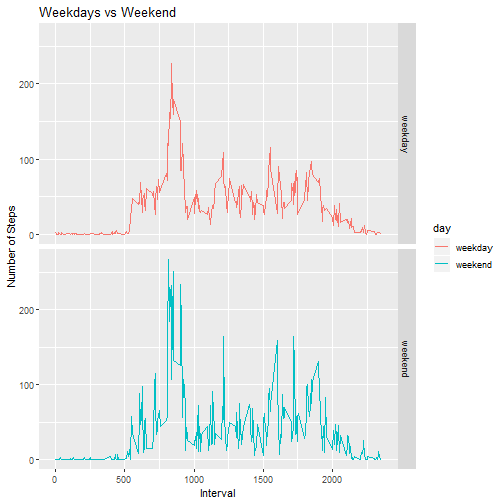 Weekdays vs Weekend
Number of Steps
200
100
0
weekday
200
100
0
weekend
0
500
1000
1500
2000
Interval
day
weekday
weekend